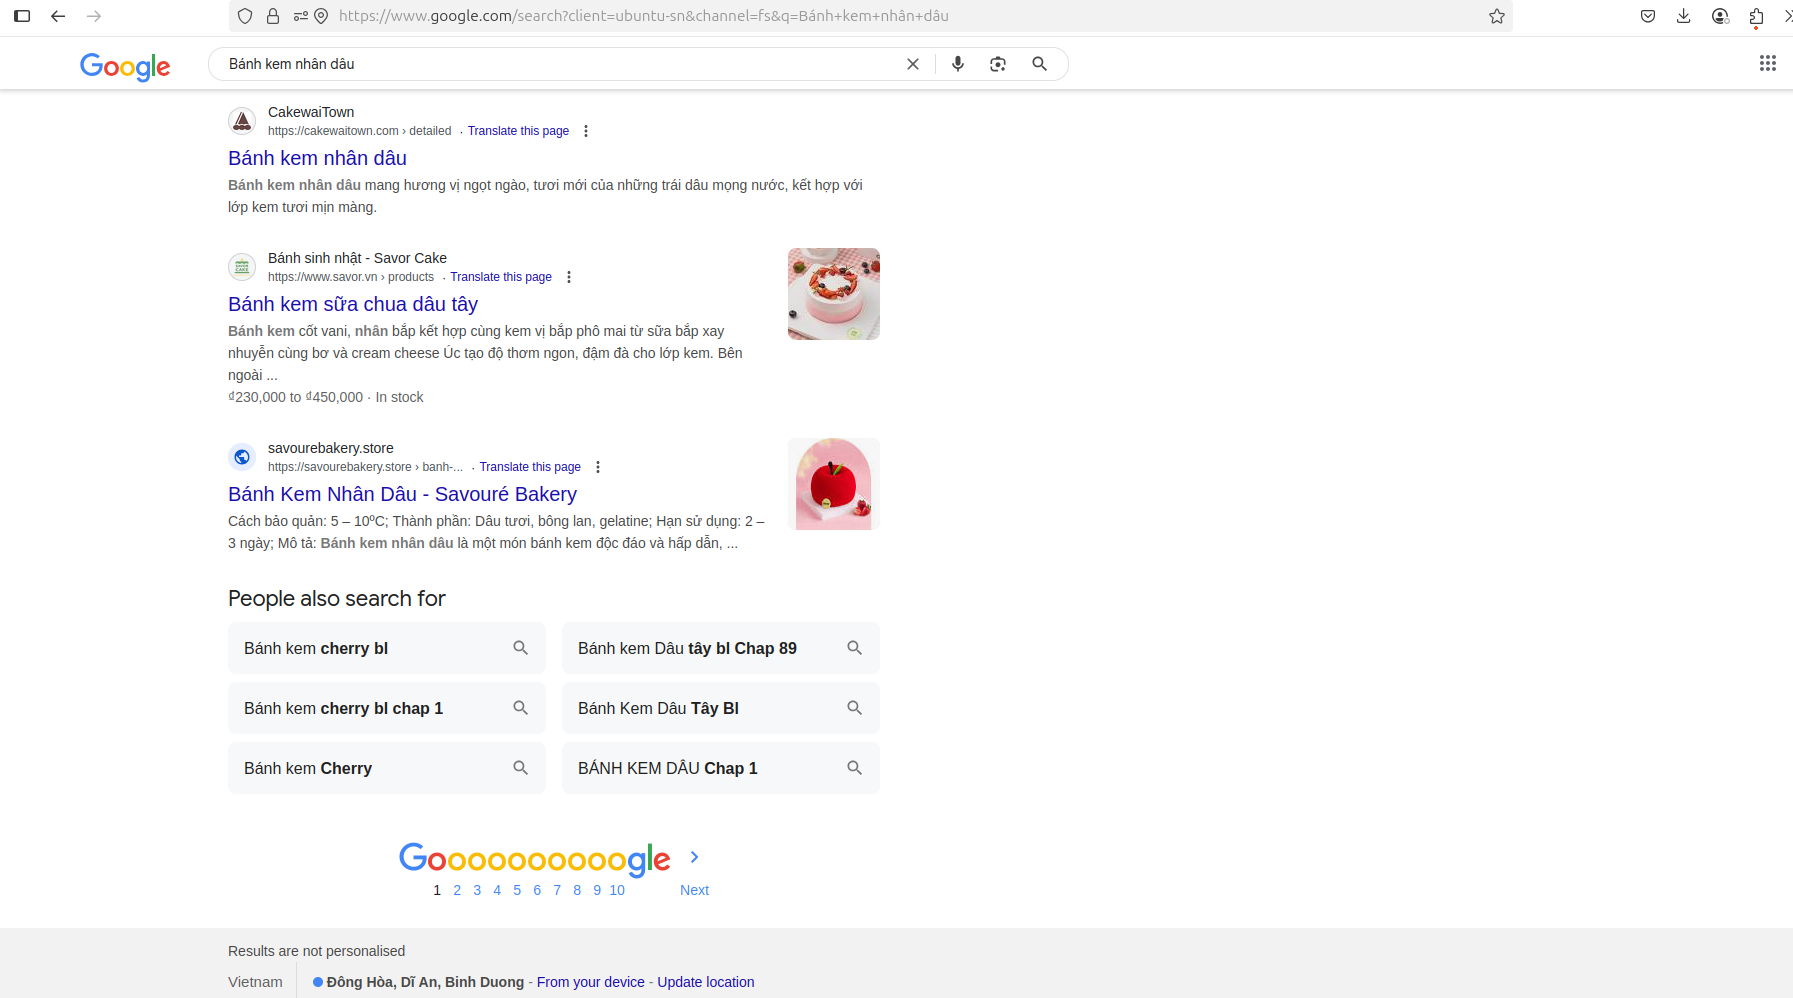 https://www.google.com/search?client=ubuntu-sn&channel=fs&q=Bánh+kem+nhân+dâu
Google
Bánh kem nhân dâu
CakewaiTown
https://cakewaitown.com › detailed · Translate this page
Bánh kem nhân dâu
Bánh kem nhân dâu mang hương vị ngọt ngào, tươi mới của những trái dâu mọng nước, kết hợp với
lớp kem tươi mịn màng.
Bánh sinh nhật - Savor Cake
https://www.savor.vn › products · Translate this page
Bánh kem sữa chua dâu tây
Bánh kem cốt vani, nhân bắp kết hợp cùng kem vị bắp phô mai từ sữa bắp xay
nhuyễn cùng bơ và cream cheese Úc tạo độ thơm ngon, đậm đà cho lớp kem. Bên
ngoài ...
₫230,000 to ₫450,000 · In stock
savourebakery.store
https://savourebakery.store › banh-... · Translate this page
Bánh Kem Nhân Dâu - Savouré Bakery
Cách bảo quản: 5 – 10ºC; Thành phần: Dâu tươi, bông lan, gelatine; Hạn sử dụng: 2 –
3 ngày; Mô tả: Bánh kem nhân dâu là một món bánh kem độc đáo và hấp dẫn, ...
People also search for
Bánh kem cherry bl
Bánh kem Dâu tây bl Chap 89
Bánh kem cherry bl chap 1
Bánh Kem Dâu Tây Bl
Bánh kem Cherry
BÁNH KEM DÂU Chap 1
Goooooooooogle
1 2 3 4 5 6 7 8 9 10 Next
Results are not personalised
Vietnam
Đông Hòa, Dĩ An, Binh Duong - From your device - Update location